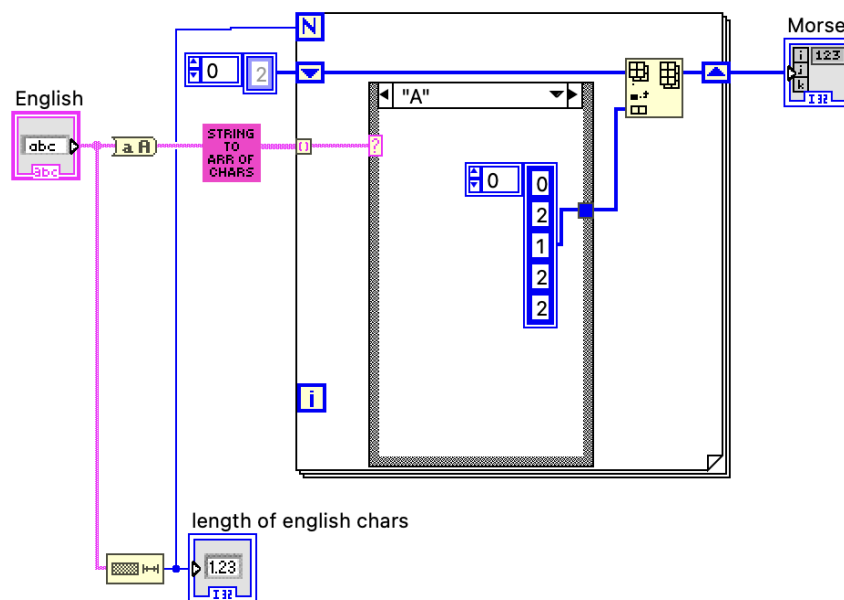 Morse
N
0
2
i
123
j
k
I32
English
"A"
abc
abc
a A
STRING
TO
ARR OF
CHARS
[]
?
0
0
2
1
2
2
i
length of english chars
1.23
I32